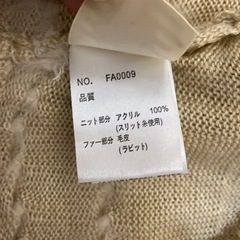 NO. FA0009
品質
ニット部分 アクリル 100%
(スリット糸使用)
ファー部分 毛皮
(ラビット)